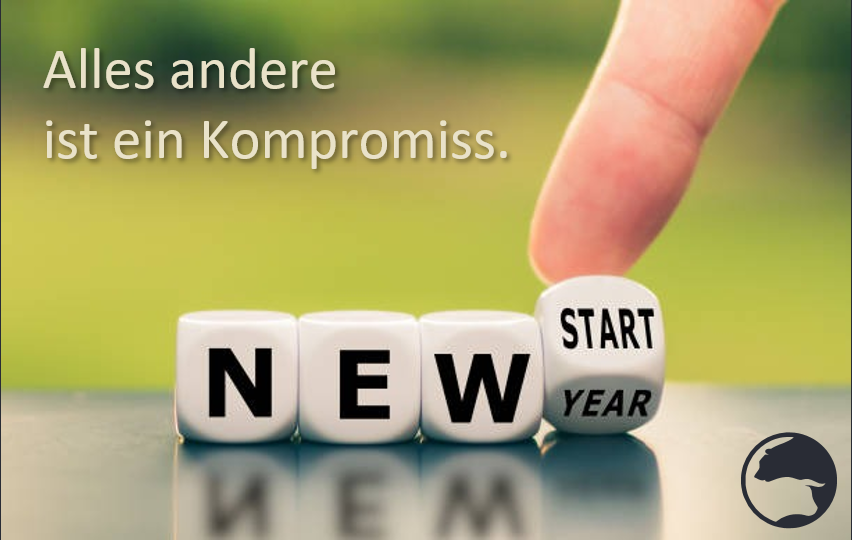 Alles andere
ist ein Kompromiss.
START
NEW
YEAR